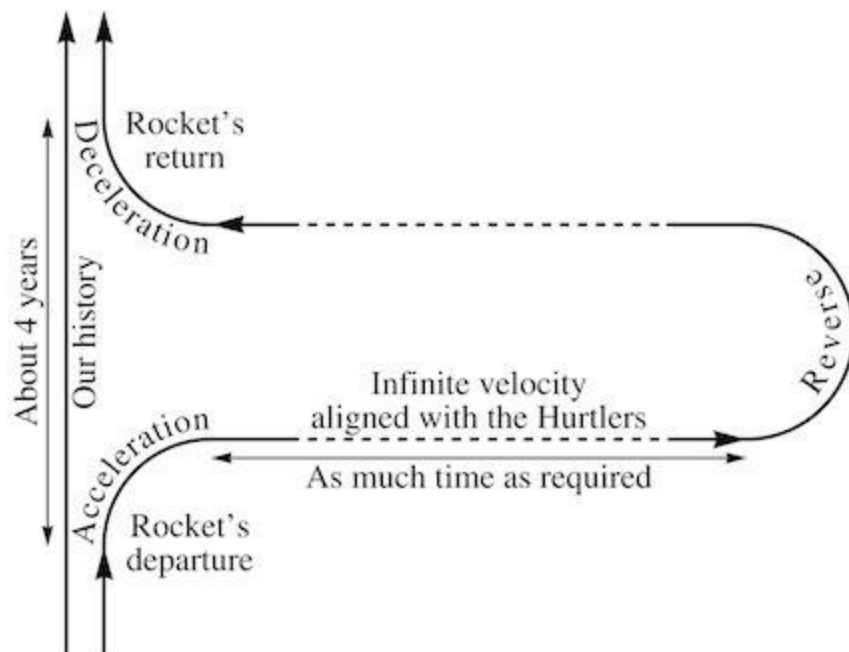 Rocket's
return
Deceleration
About 4 years
Our history
Reverse
Infinite velocity
aligned with the Hurtlers
As much time as required
Acceleration
Rocket's
departure